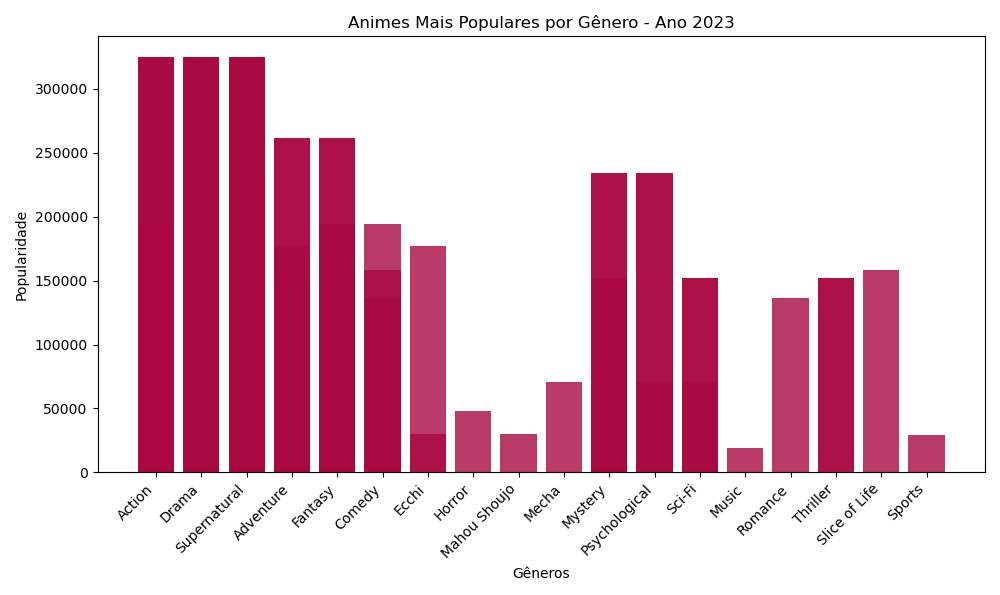 Animes Mais Populares por Gênero - Ano 2023
Popularidade
300000
250000
200000
150000
100000
50000
0
Action
Drama
Supernatural
Adventure
Fantasy
Comedy
Ecchi
Horror
Mahou Shoujo
Mecha
Mystery
Psychological
Sci-Fi
Music
Romance
Thriller
Slice of Life
Sports
Gêneros